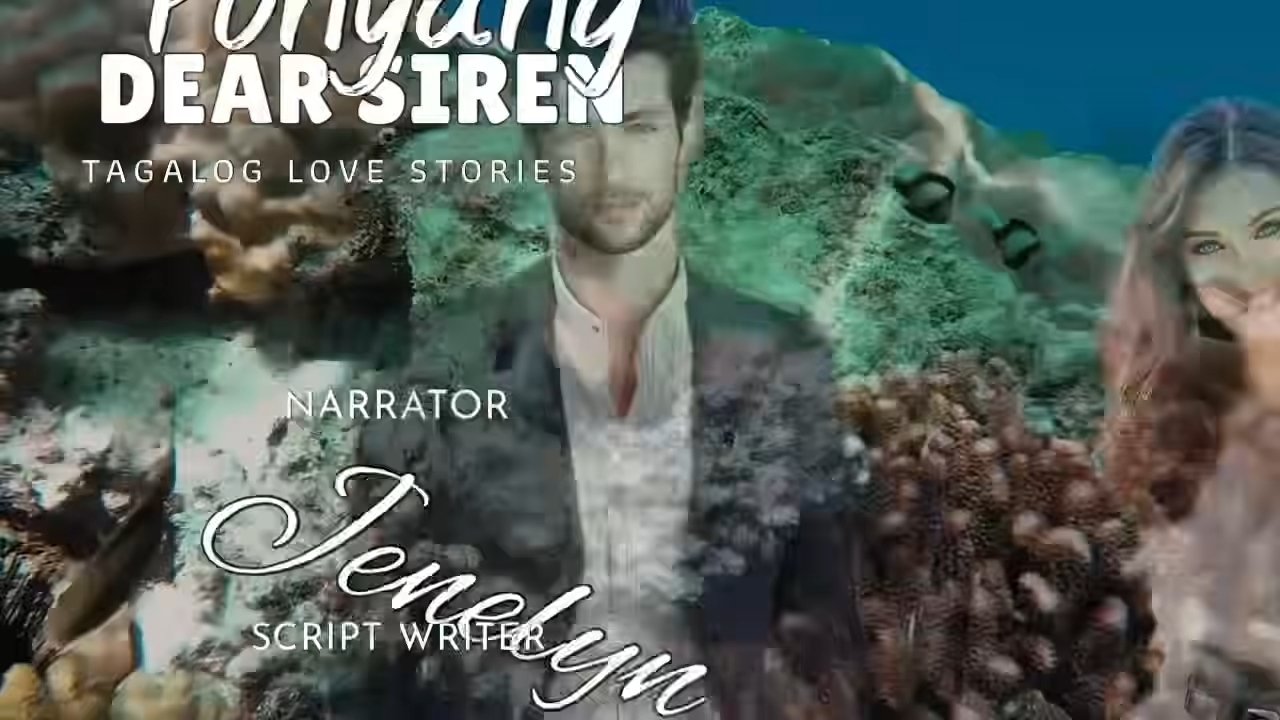 DEAR SIREN
TAGALOG LOVE STORIES
NARRATOR
Jenelyn
SCRIPT WRITER